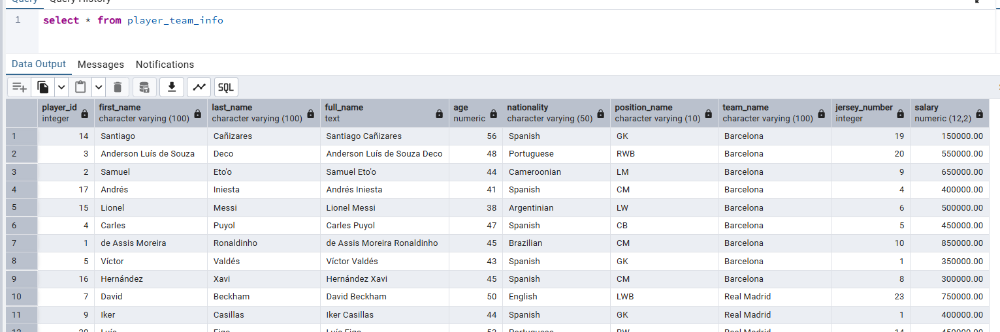 Query Query History
1 select * from player_team_info
Data Output Messages Notifications
SQL
player_id first_name last_name full_name age nationality position_name team_name jersey_number salary
integer character varying (100) character varying (100) text numeric character varying (50) character varying (10) character varying (100) integer numeric (12,2)
1 14 Santiago Cañizares Santiago Cañizares 56 Spanish GK Barcelona 19 150000.00
2 3 Anderson Luís de Souza Deco Anderson Luís de Souza Deco 48 Portuguese RWB Barcelona 20 550000.00
3 2 Samuel Eto'o Samuel Eto'o 44 Cameroonian LM Barcelona 9 650000.00
4 17 Andrés Iniesta Andrés Iniesta 41 Spanish CM Barcelona 4 400000.00
5 15 Lionel Messi Lionel Messi 38 Argentinian LW Barcelona 6 500000.00
6 4 Carles Puyol Carles Puyol 47 Spanish CB Barcelona 5 450000.00
7 1 de Assis Moreira Ronaldinho de Assis Moreira Ronaldinho 45 Brazilian CM Barcelona 10 850000.00
8 5 Víctor Valdés Víctor Valdés 43 Spanish GK Barcelona 1 350000.00
9 16 Hernández Xavi Hernández Xavi 45 Spanish CM Barcelona 8 300000.00
10 7 David Beckham David Beckham 50 English LWB Real Madrid 23 750000.00
11 9 Iker Casillas Iker Casillas 44 Spanish GK Real Madrid 1 400000.00
12 20 Luís Figo Luís Figo Portuguese RW Real Madrid 450000.00